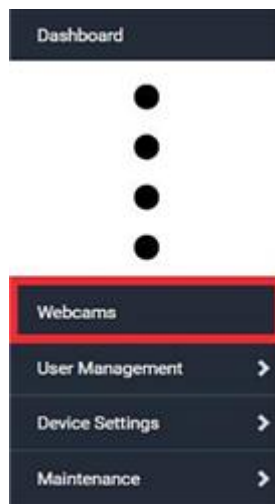 Dashboard
Webcams
User Management
Device Settings
Maintenance